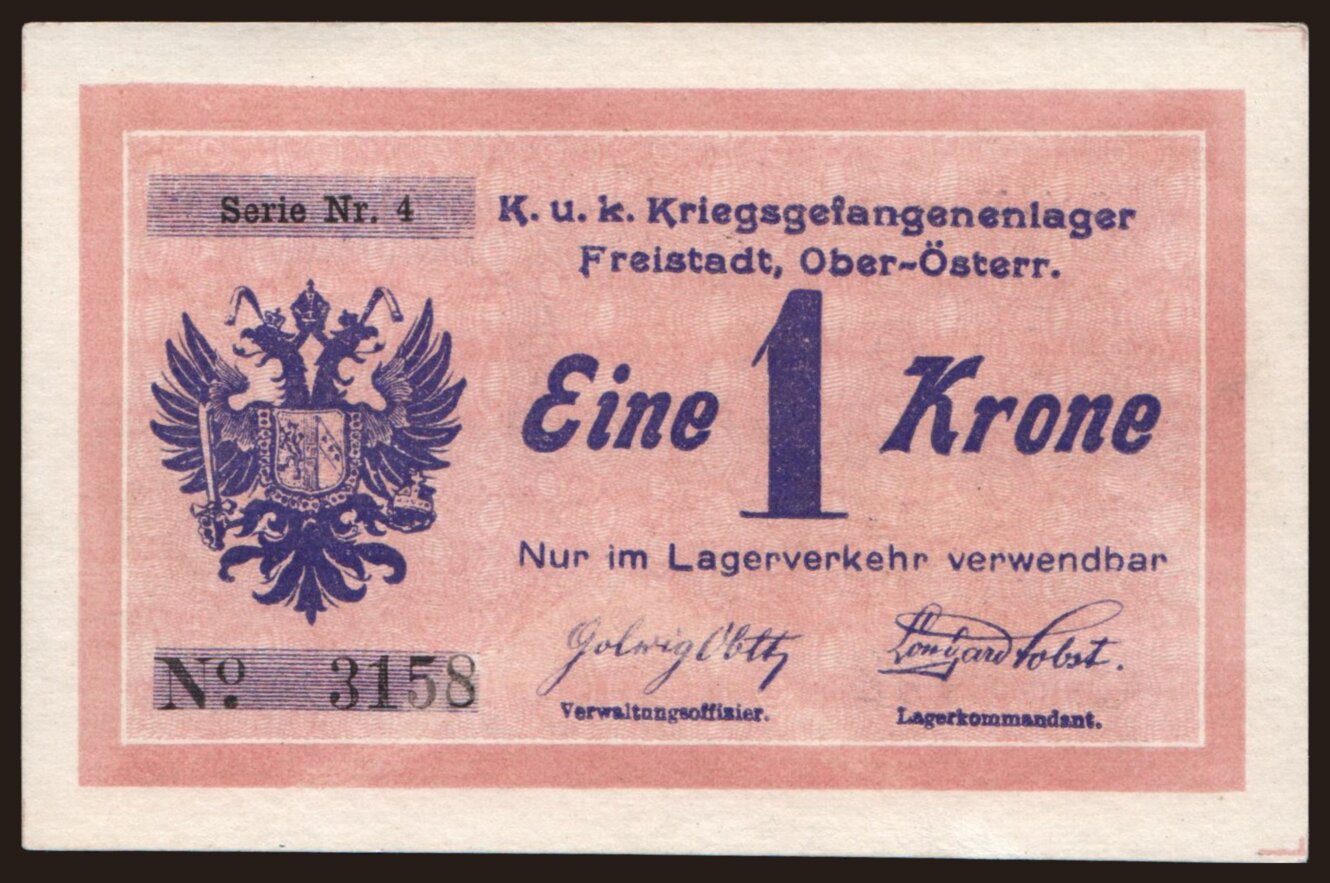 Serie Nr. 4
K. u. k. Kriegsgefangenenlager
Freistadt, Ober-Österr.
Eine 1 Krone
Nur im Lagerverkehr verwendbar
Verwaltungsoffizier.
Lagerkommandant.
No. 3158